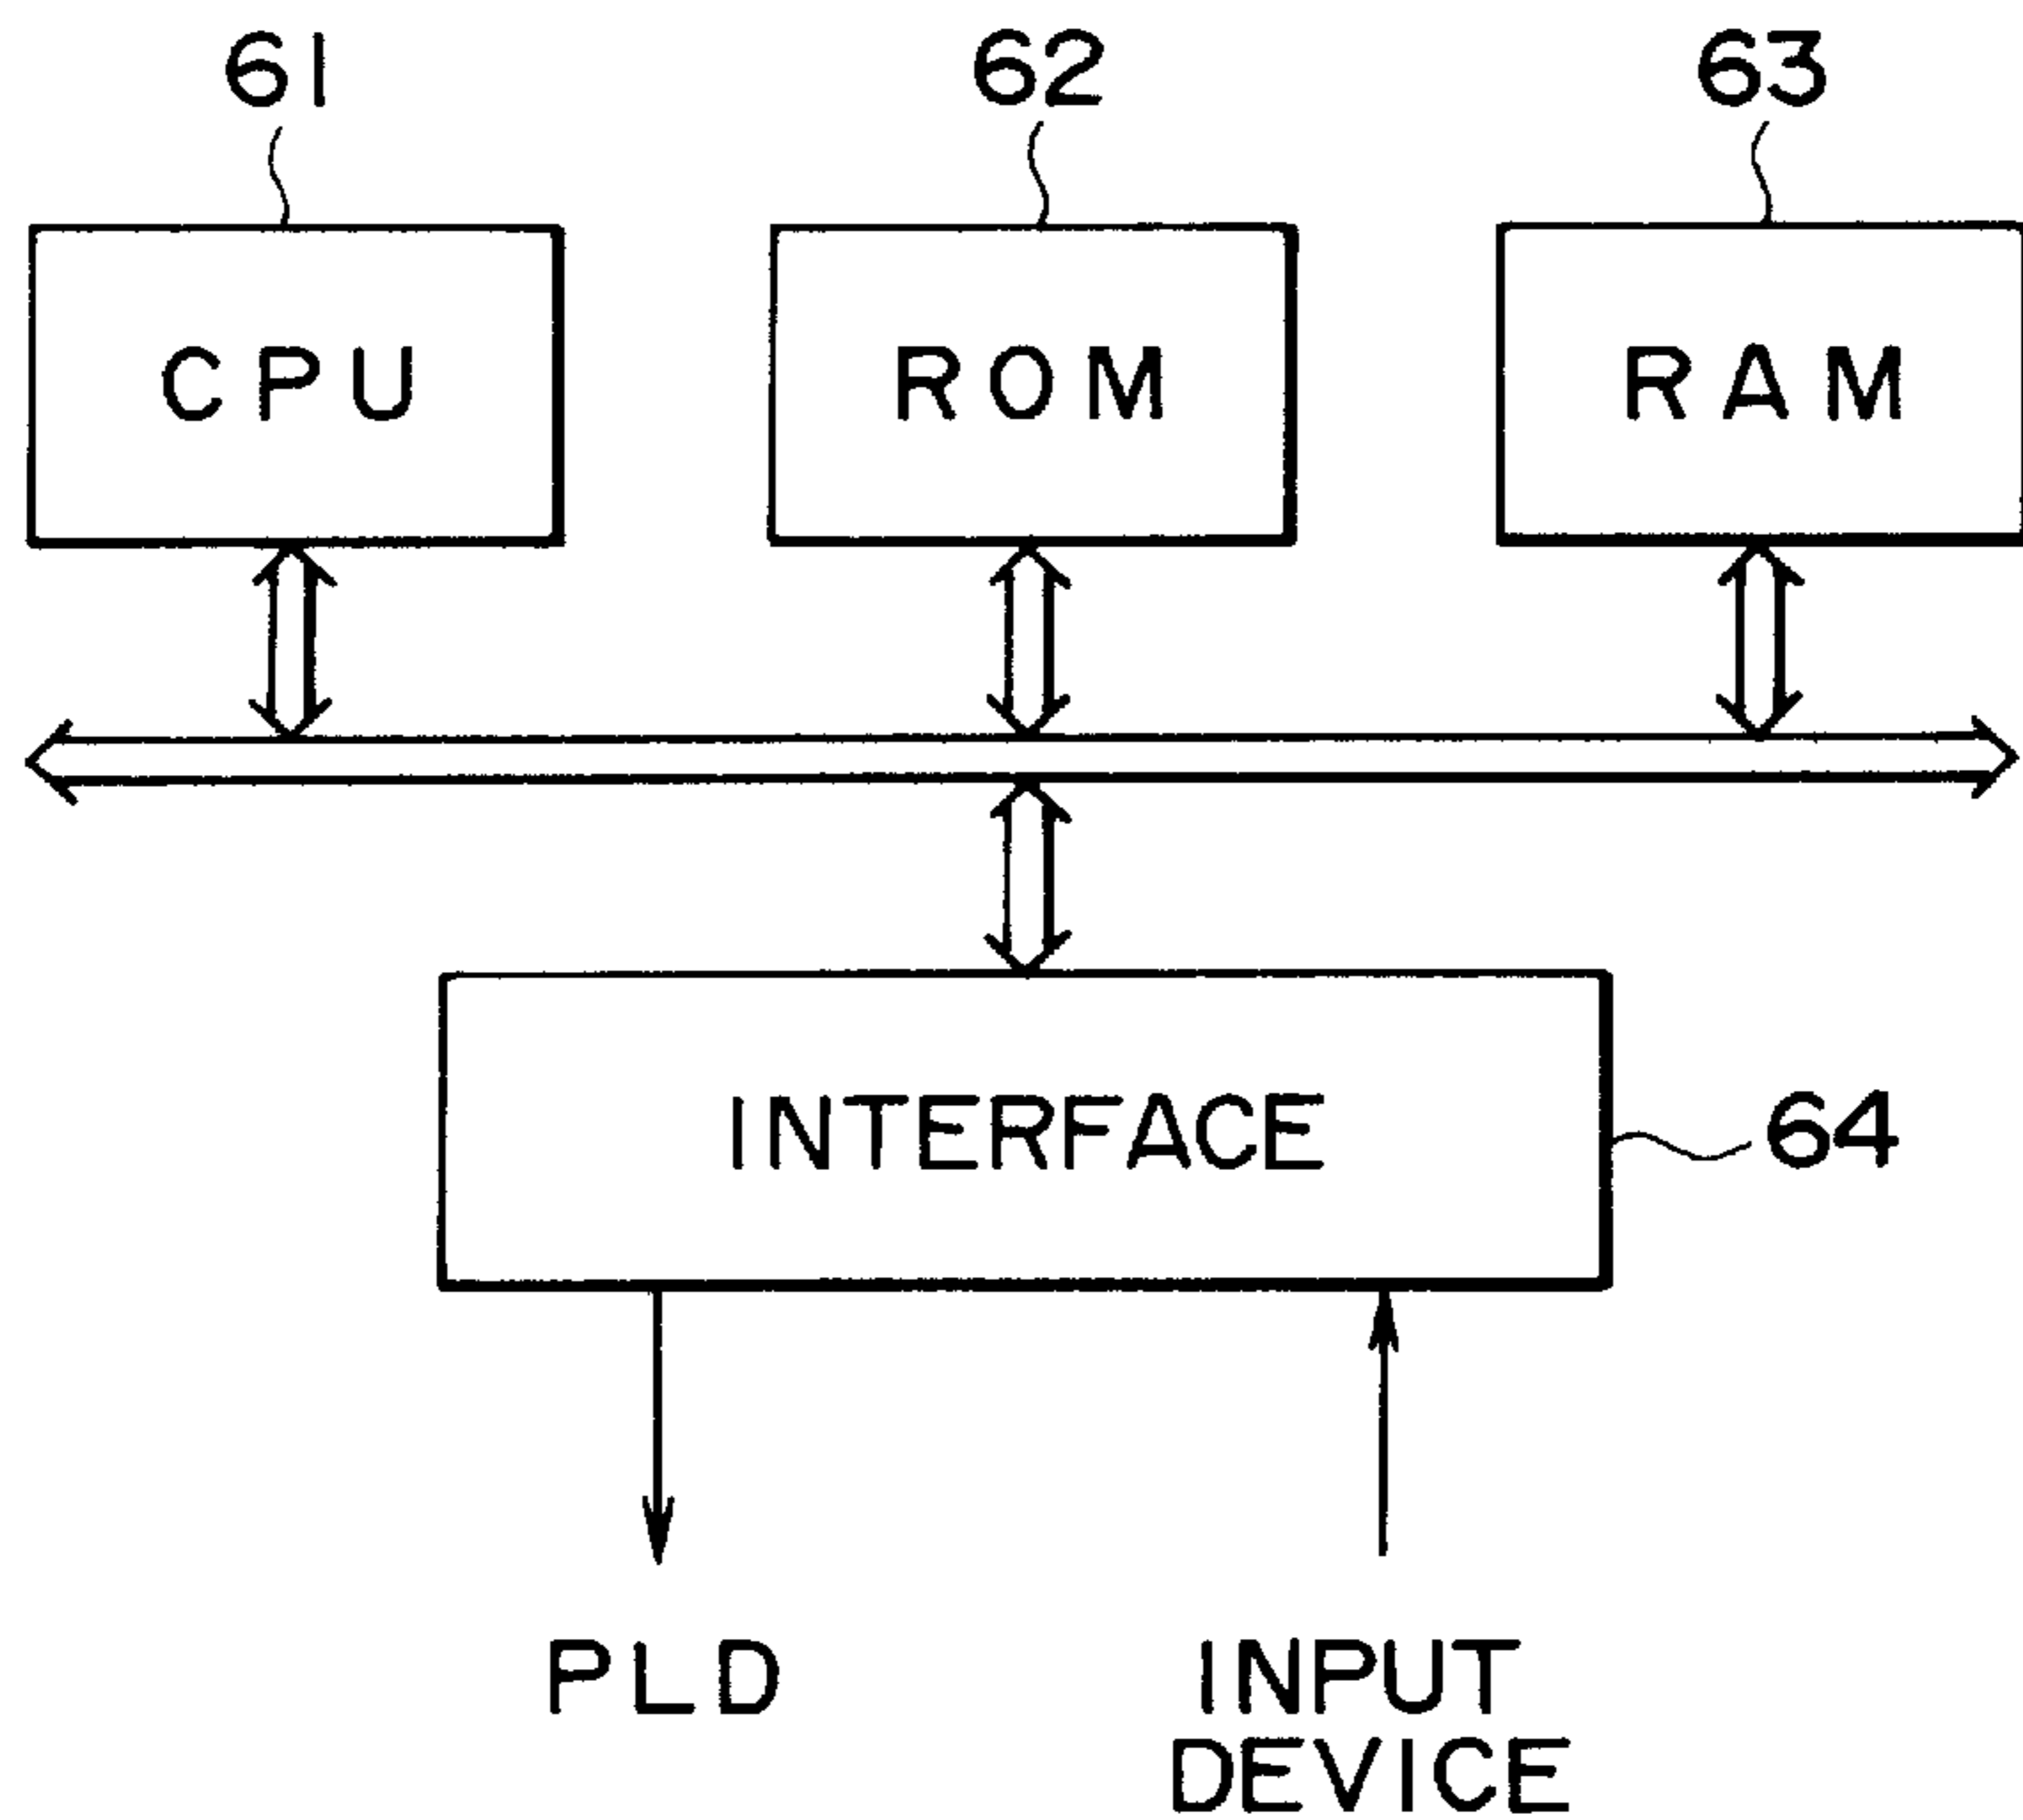 61
62
63
CPU
ROM
RAM
INTERFACE
64
PLD
INPUT
DEVICE